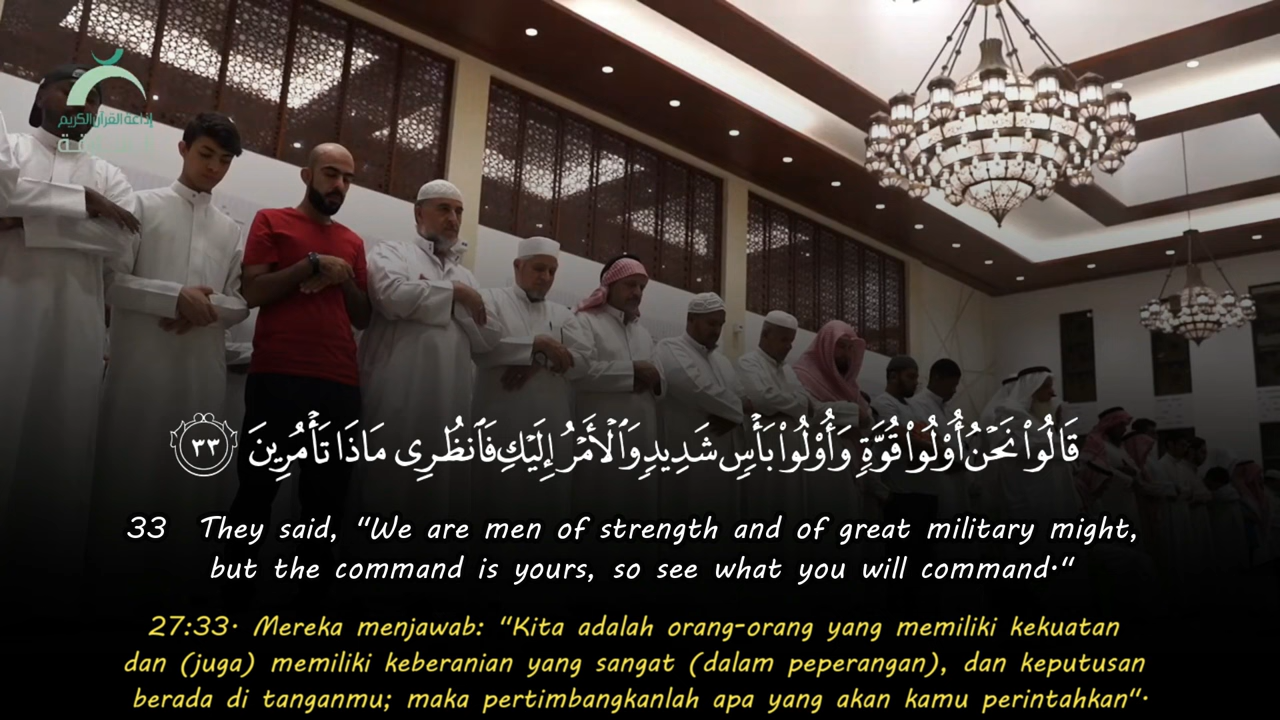 إذاعة القرآن الكريم
قَالُوا۟ نَحْنُ أُو۟لُوا۟ قُوَّةٍ وَأُو۟لُوا۟ بَأْسٍ شَدِيدٍ وَٱلْأَمْرُ إِلَيْكِ فَٱنظُرِى مَاذَا تَأْمُرِينَ ٣٣
33 They said, "We are men of strength and of great military might,
but the command is yours, so see what you will command."
27:33. Mereka menjawab: "Kita adalah orang-orang yang memiliki kekuatan
dan (juga) memiliki keberanian yang sangat (dalam peperangan), dan keputusan
berada di tanganmu; maka pertimbangkanlah apa yang akan kamu perintahkan".